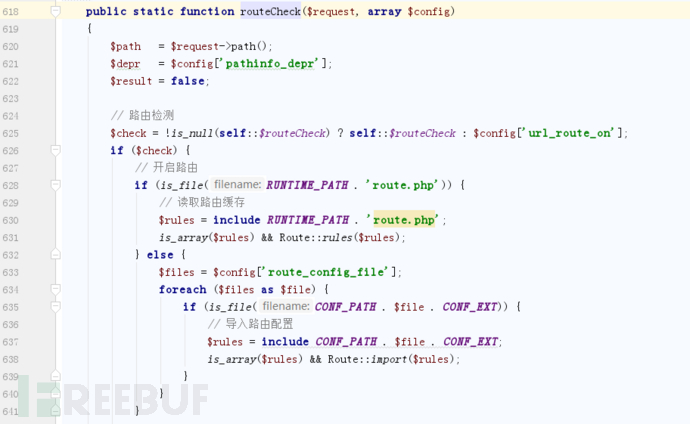 618 public static function routeCheck($request, array $config)
619 {
620 $path = $request->path();
621 $depr = $config['pathinfo_depr'];
622 $result = false;
623
624 // 路由检测
625 $check = !is_null(self::$routeCheck) ? self::$routeCheck : $config['url_route_on'];
626 if ($check) {
627 // 开启路由
628 if (is_file( filename: RUNTIME_PATH . 'route.php')) {
629 // 读取路由缓存
630 $rules = include RUNTIME_PATH . 'route.php';
631 is_array($rules) && Route::rules($rules);
632 } else {
633 $files = $config['route_config_file'];
634 foreach ($files as $file) {
635 if (is_file( filename: CONF_PATH . $file . CONF_EXT)) {
636 // 导入路由配置
637 $rules = include CONF_PATH . $file . CONF_EXT;
638 is_array($rules) && Route::import($rules);
639 }
640 }
641 }
FREEBUF